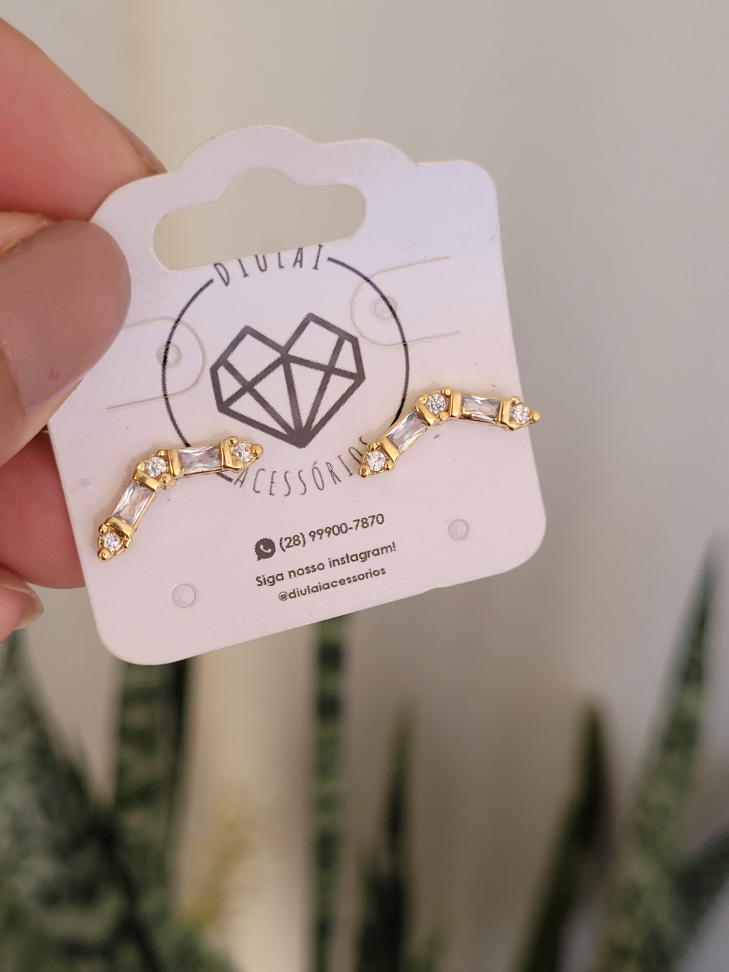 DIULAI
ACESSÓRIOS
(28) 99900-7870
Siga nosso instagram!
@diulaiacessorios